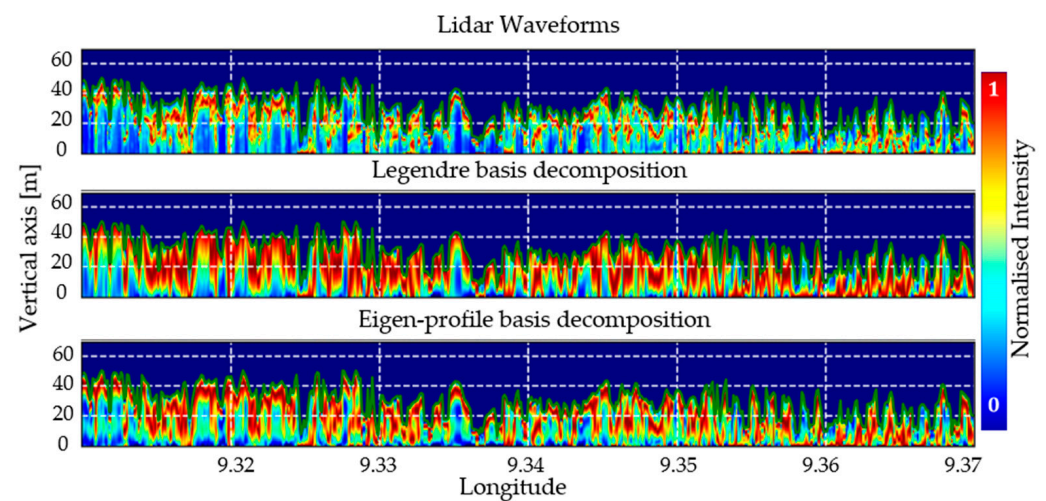 Lidar Waveforms
60
40
20
0
Legendre basis decomposition
60
40
20
0
Eigen-profile basis decomposition
60
40
20
0
9.32 9.33 9.34 9.35 9.36 9.37
Longitude
Vertical axis [m]
1
0
Normalised Intensity